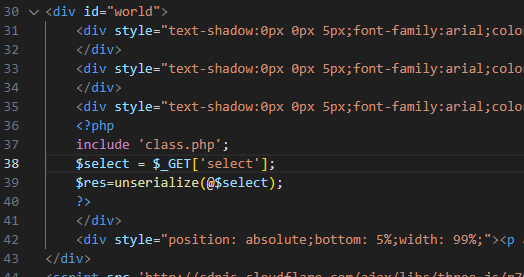 30 <div id="world">
31 <div style="text-shadow:0px 0px 5px;font-family:arial;colo
32 </div>
33 <div style="text-shadow:0px 0px 5px;font-family:arial;colo
34 </div>
35 <div style="text-shadow:0px 0px 5px;font-family:arial;colo
36 <?php
37 include 'class.php';
38 $select = $_GET['select'];
39 $res=unserialize(@$select);
40 ?>
41 </div>
42 <div style="position: absolute;bottom: 5%;width: 99%;"><p
43 </div>